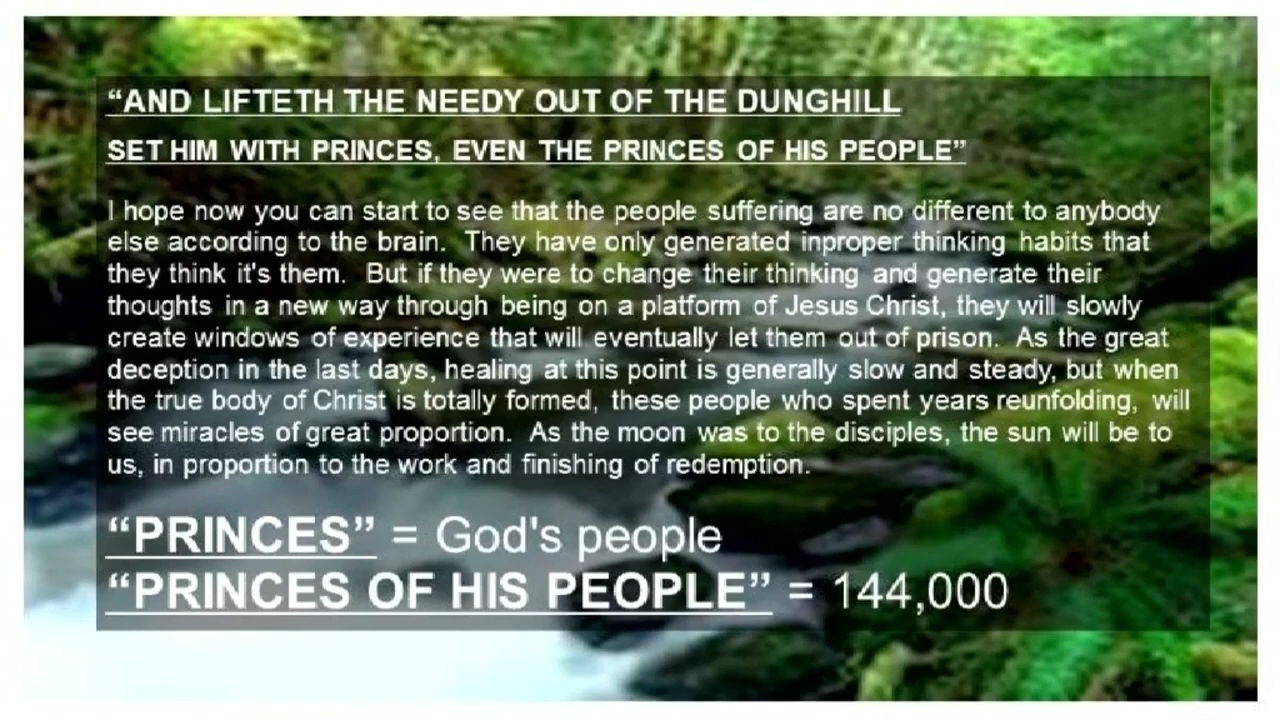 “AND LIFTETH THE NEEDY OUT OF THE DUNGHILL
SET HIM WITH PRINCES, EVEN THE PRINCES OF HIS PEOPLE”
I hope now you can start to see that the people suffering are no different to anybody
else according to the brain. They have only generated inproper thinking habits that
they think it's them. But if they were to change their thinking and generate their
thoughts in a new way through being on a platform of Jesus Christ, they will slowly
create windows of experience that will eventually let them out of prison. As the great
deception in the last days, healing at this point is generally slow and steady, but when
the true body of Christ is totally formed, these people who spent years reunfolding, will
see miracles of great proportion. As the moon was to the disciples, the sun will be to
us, in proportion to the work and finishing of redemption.
“PRINCES” = God's people
“PRINCES OF HIS PEOPLE” = 144,000